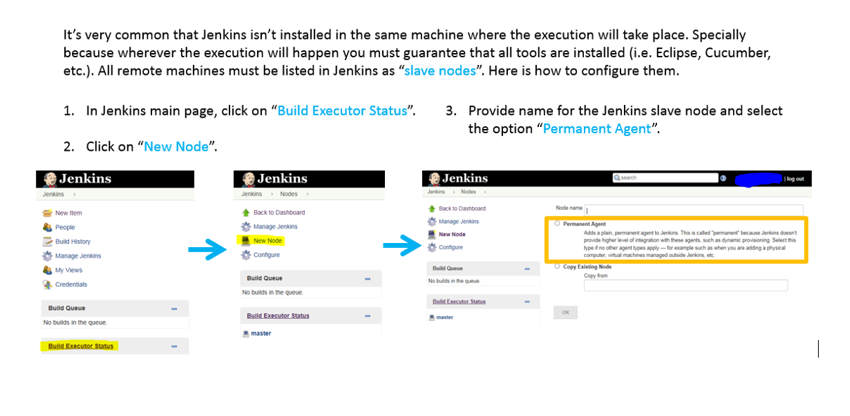 It's very common that Jenkins isn't installed in the same machine where the execution will take place. Specially
because wherever the execution will happen you must guarantee that all tools are installed (i.e. Eclipse, Cucumber,
etc.). All remote machines must be listed in Jenkins as “slave nodes”. Here is how to configure them.
1. In Jenkins main page, click on “Build Executor Status”.
2. Click on “New Node”.
3. Provide name for the Jenkins slave node and select
the option “Permanent Agent”.
Jenkins
Jenkins ›
New Item
People
Build History
Manage Jenkins
My Views
Credentials
Build Queue
No builds in the queue.
Build Executor Status
Jenkins
Jenkins › Nodes ›
Back to Dashboard
Manage Jenkins
New Node
Configure
Build Queue
No builds in the queue.
Build Executor Status
master
Jenkins
search
| log out
Jenkins › Nodes ›
Back to Dashboard
Manage Jenkins
New Node
Configure
Build Queue
No builds in the queue.
Build Executor Status
master
Node name
Permanent Agent
Adds a plain, permanent agent to Jenkins. This is called "permanent" because Jenkins doesn't
provide higher level of integration with these agents, such as dynamic provisioning. Select this
type if no other agent types apply — for example such as when you are adding a physical
computer, virtual machines managed outside Jenkins, etc.
Copy Existing Node
Copy from
OK